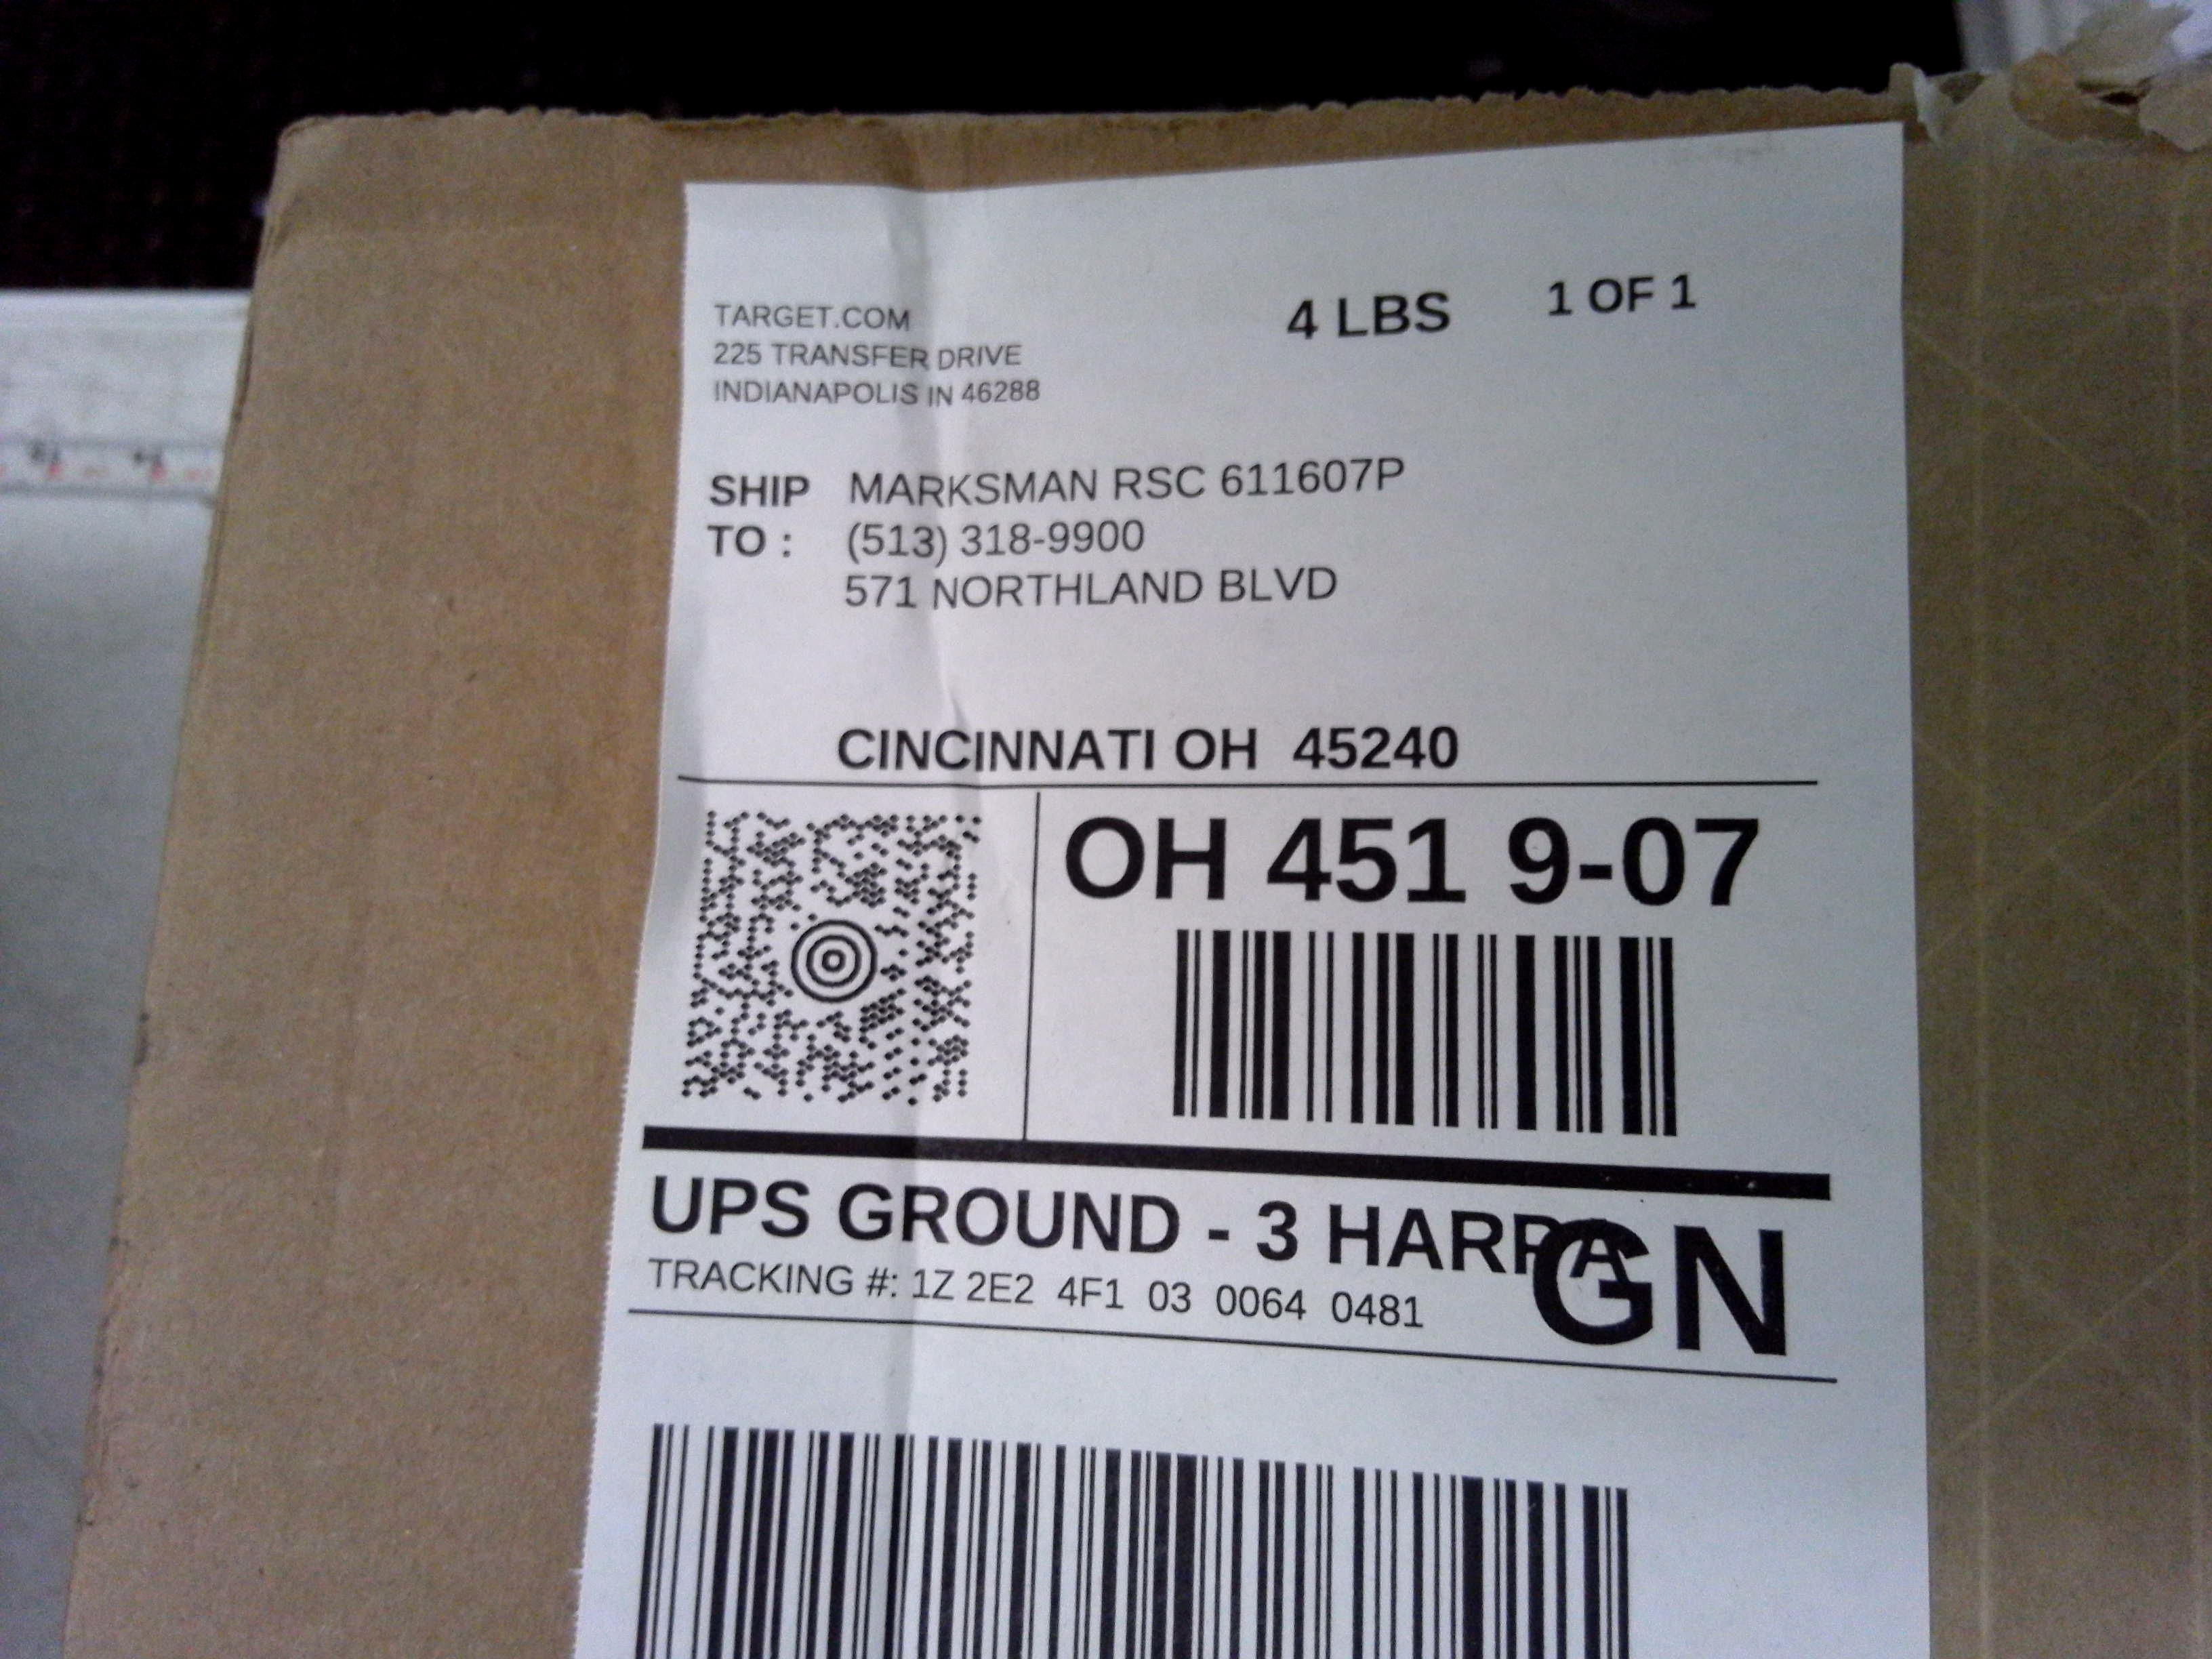 TARGET.COM
225 TRANSFER DRIVE
INDIANAPOLIS IN 46288
4 LBS 1 OF 1
SHIP TO : MARKSMAN RSC 611607P
(513) 318-9900
571 NORTHLAND BLVD
CINCINNATI OH 45240
OH 451 9-07
UPS GROUND - 3 HARPA
GN
TRACKING #: 1Z 2E2 4F1 03 0064 0481